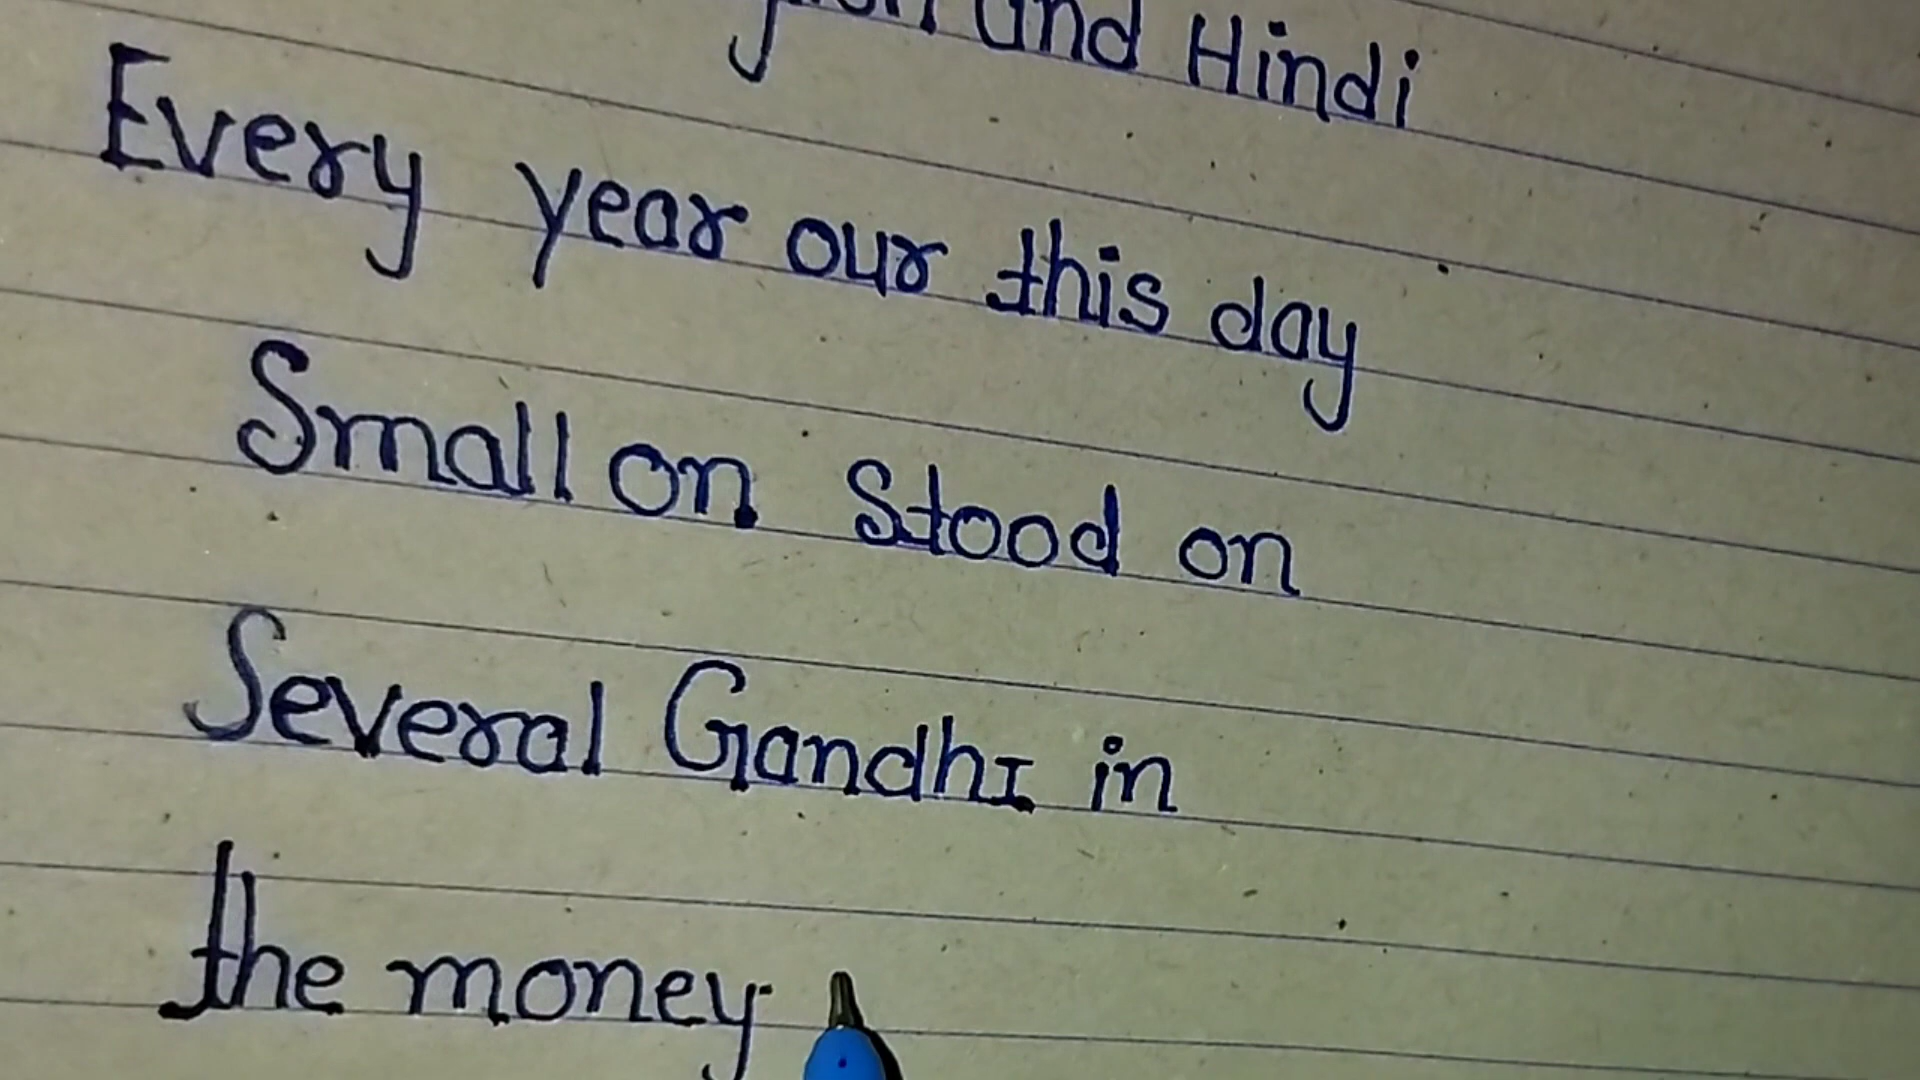 and Hindi
Every year our this day
Small on Stood on
Several Gandhi in
the money